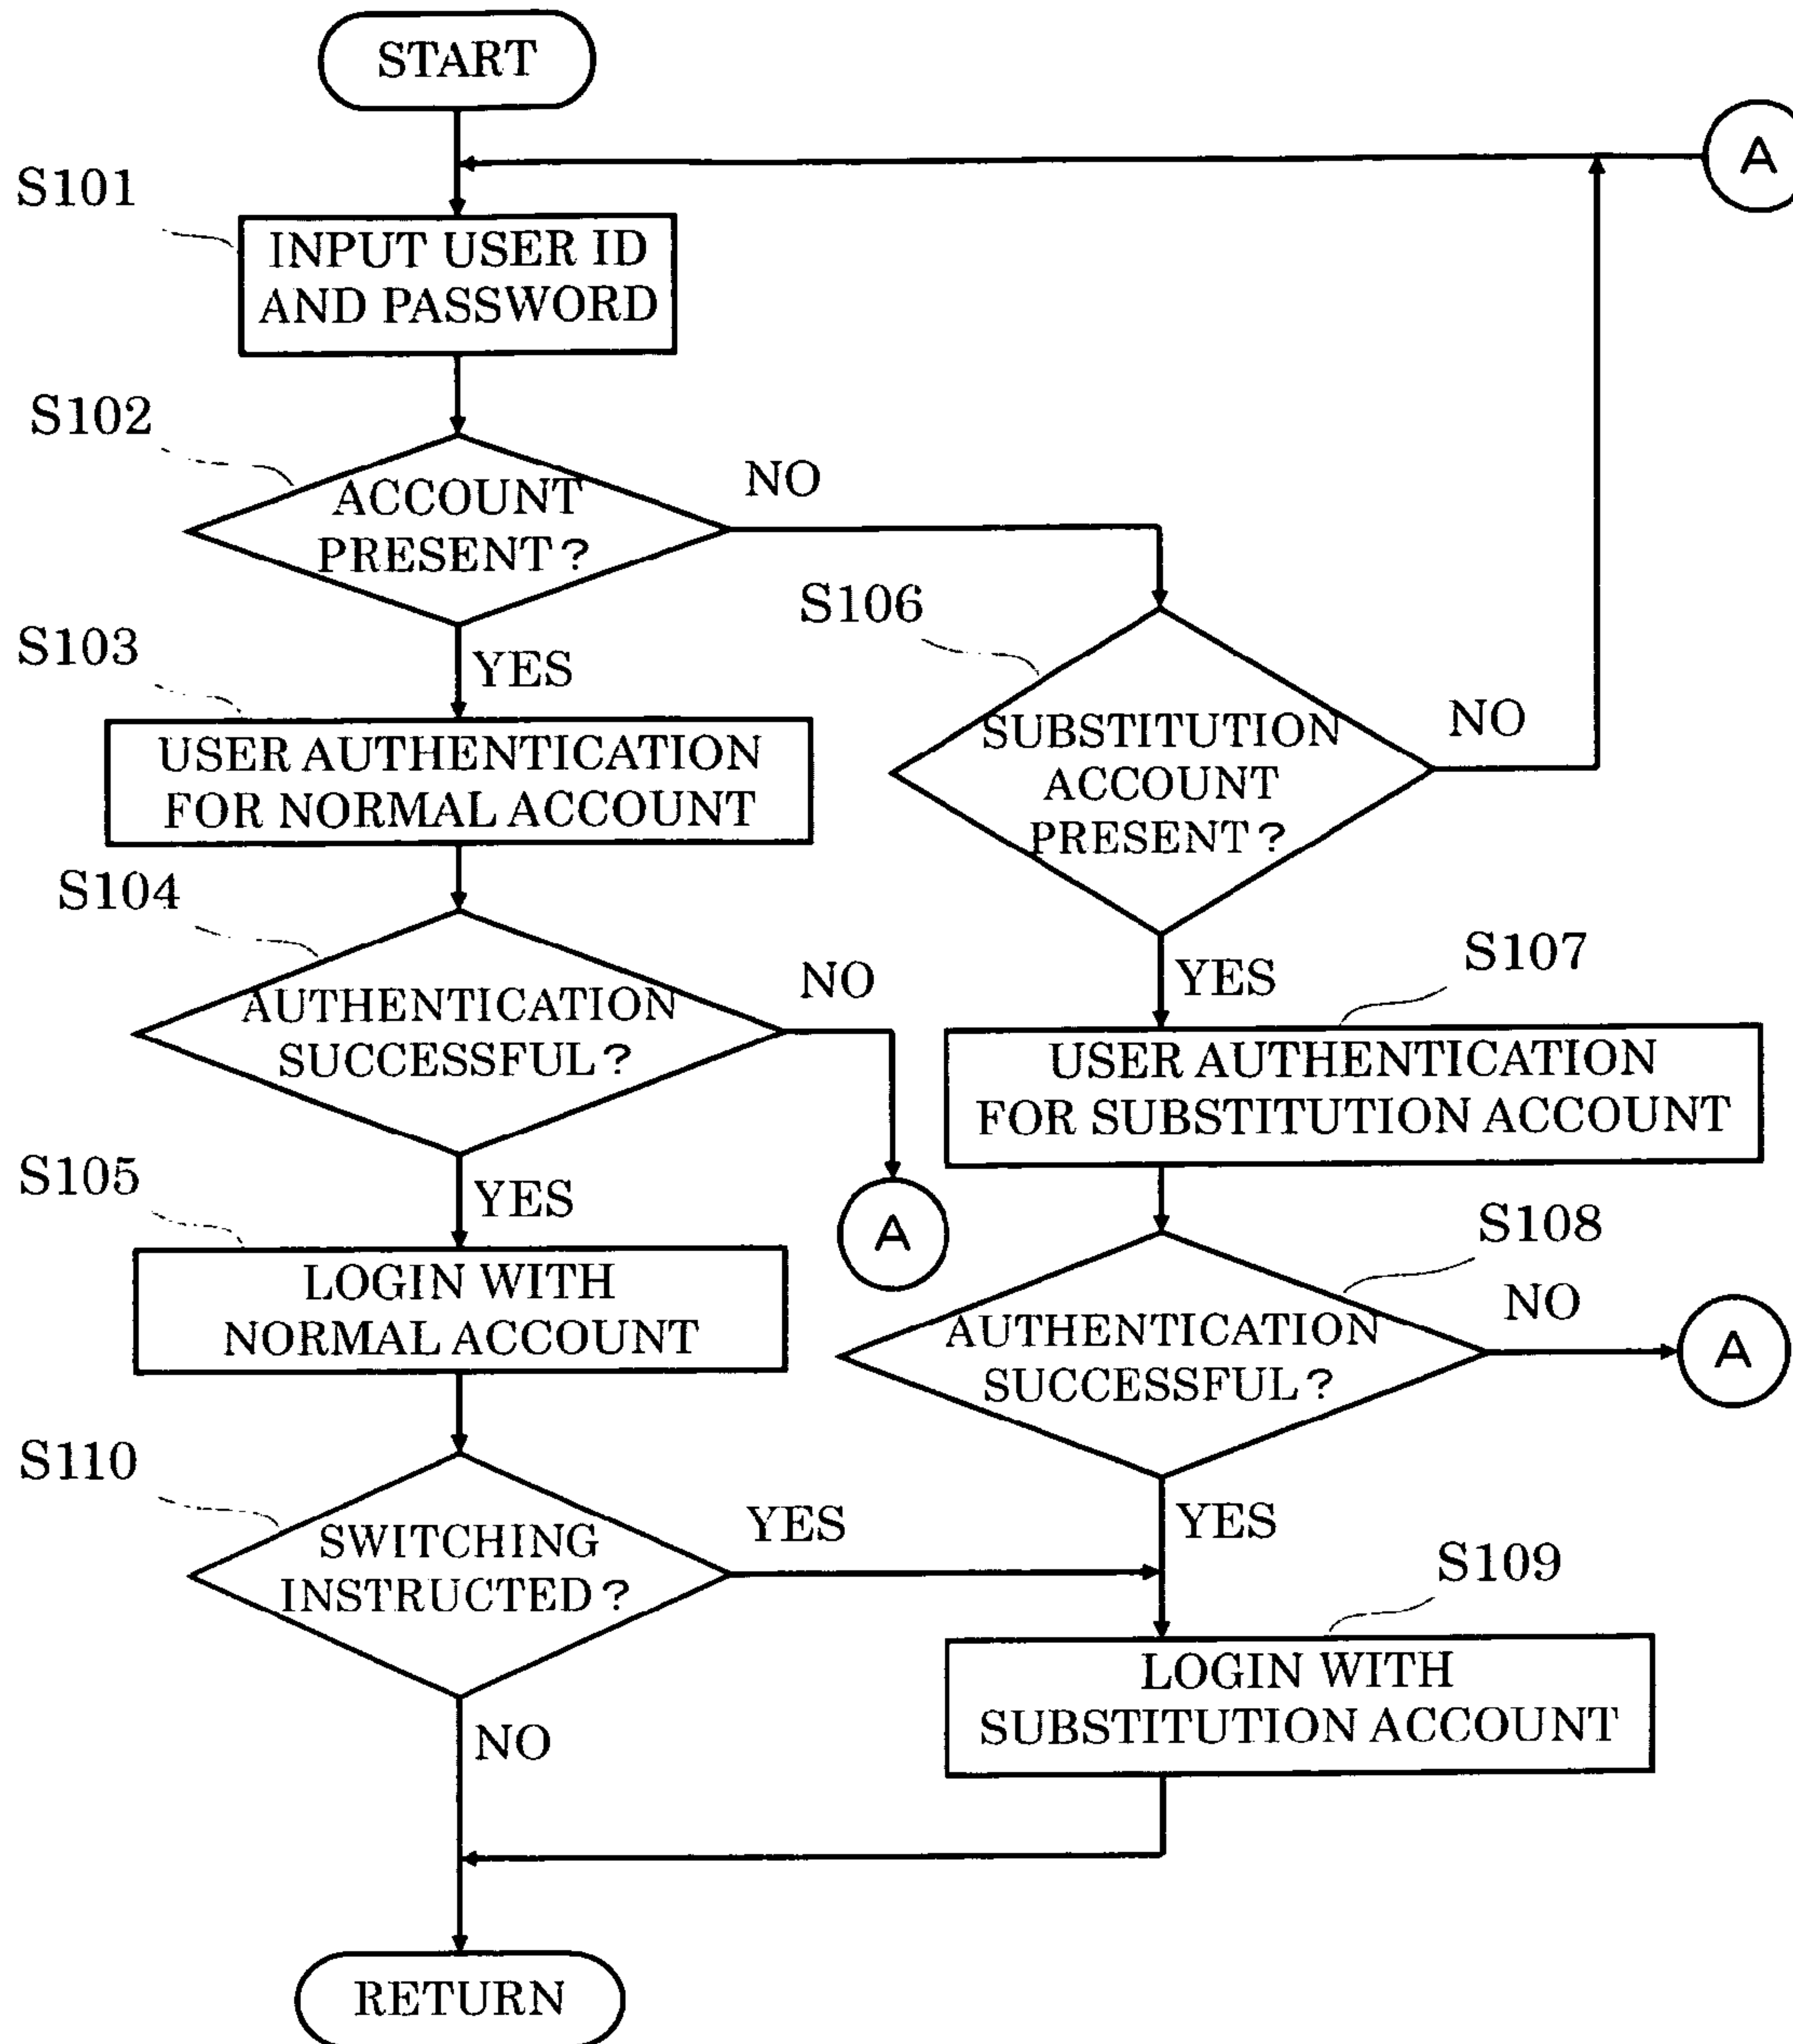 START
A
S101
INPUT USER ID
AND PASSWORD
S102
ACCOUNT
PRESENT?
NO
YES
S106
SUBSTITUTION
ACCOUNT
PRESENT?
NO
YES
S103
USER AUTHENTICATION
FOR NORMAL ACCOUNT
S104
AUTHENTICATION
SUCCESSFUL?
NO
A
YES
S107
USER AUTHENTICATION
FOR SUBSTITUTION ACCOUNT
S105
LOGIN WITH
NORMAL ACCOUNT
S108
AUTHENTICATION
SUCCESSFUL?
NO
A
YES
S110
SWITCHING
INSTRUCTED?
YES
NO
S109
LOGIN WITH
SUBSTITUTION ACCOUNT
RETURN